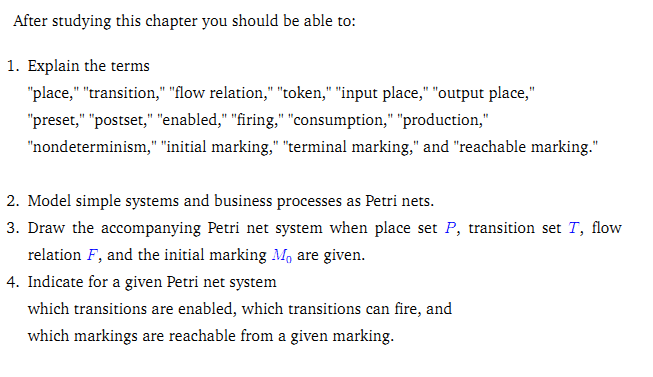 After studying this chapter you should be able to:
1. Explain the terms
"place," "transition," "flow relation," "token," "input place," "output place,"
"preset," "postset," "enabled," "firing," "consumption," "production,"
"nondeterminism," "initial marking," "terminal marking," and "reachable marking."
2. Model simple systems and business processes as Petri nets.
3. Draw the accompanying Petri net system when place set P, transition set T, flow
relation F, and the initial marking M₀ are given.
4. Indicate for a given Petri net system
which transitions are enabled, which transitions can fire, and
which markings are reachable from a given marking.